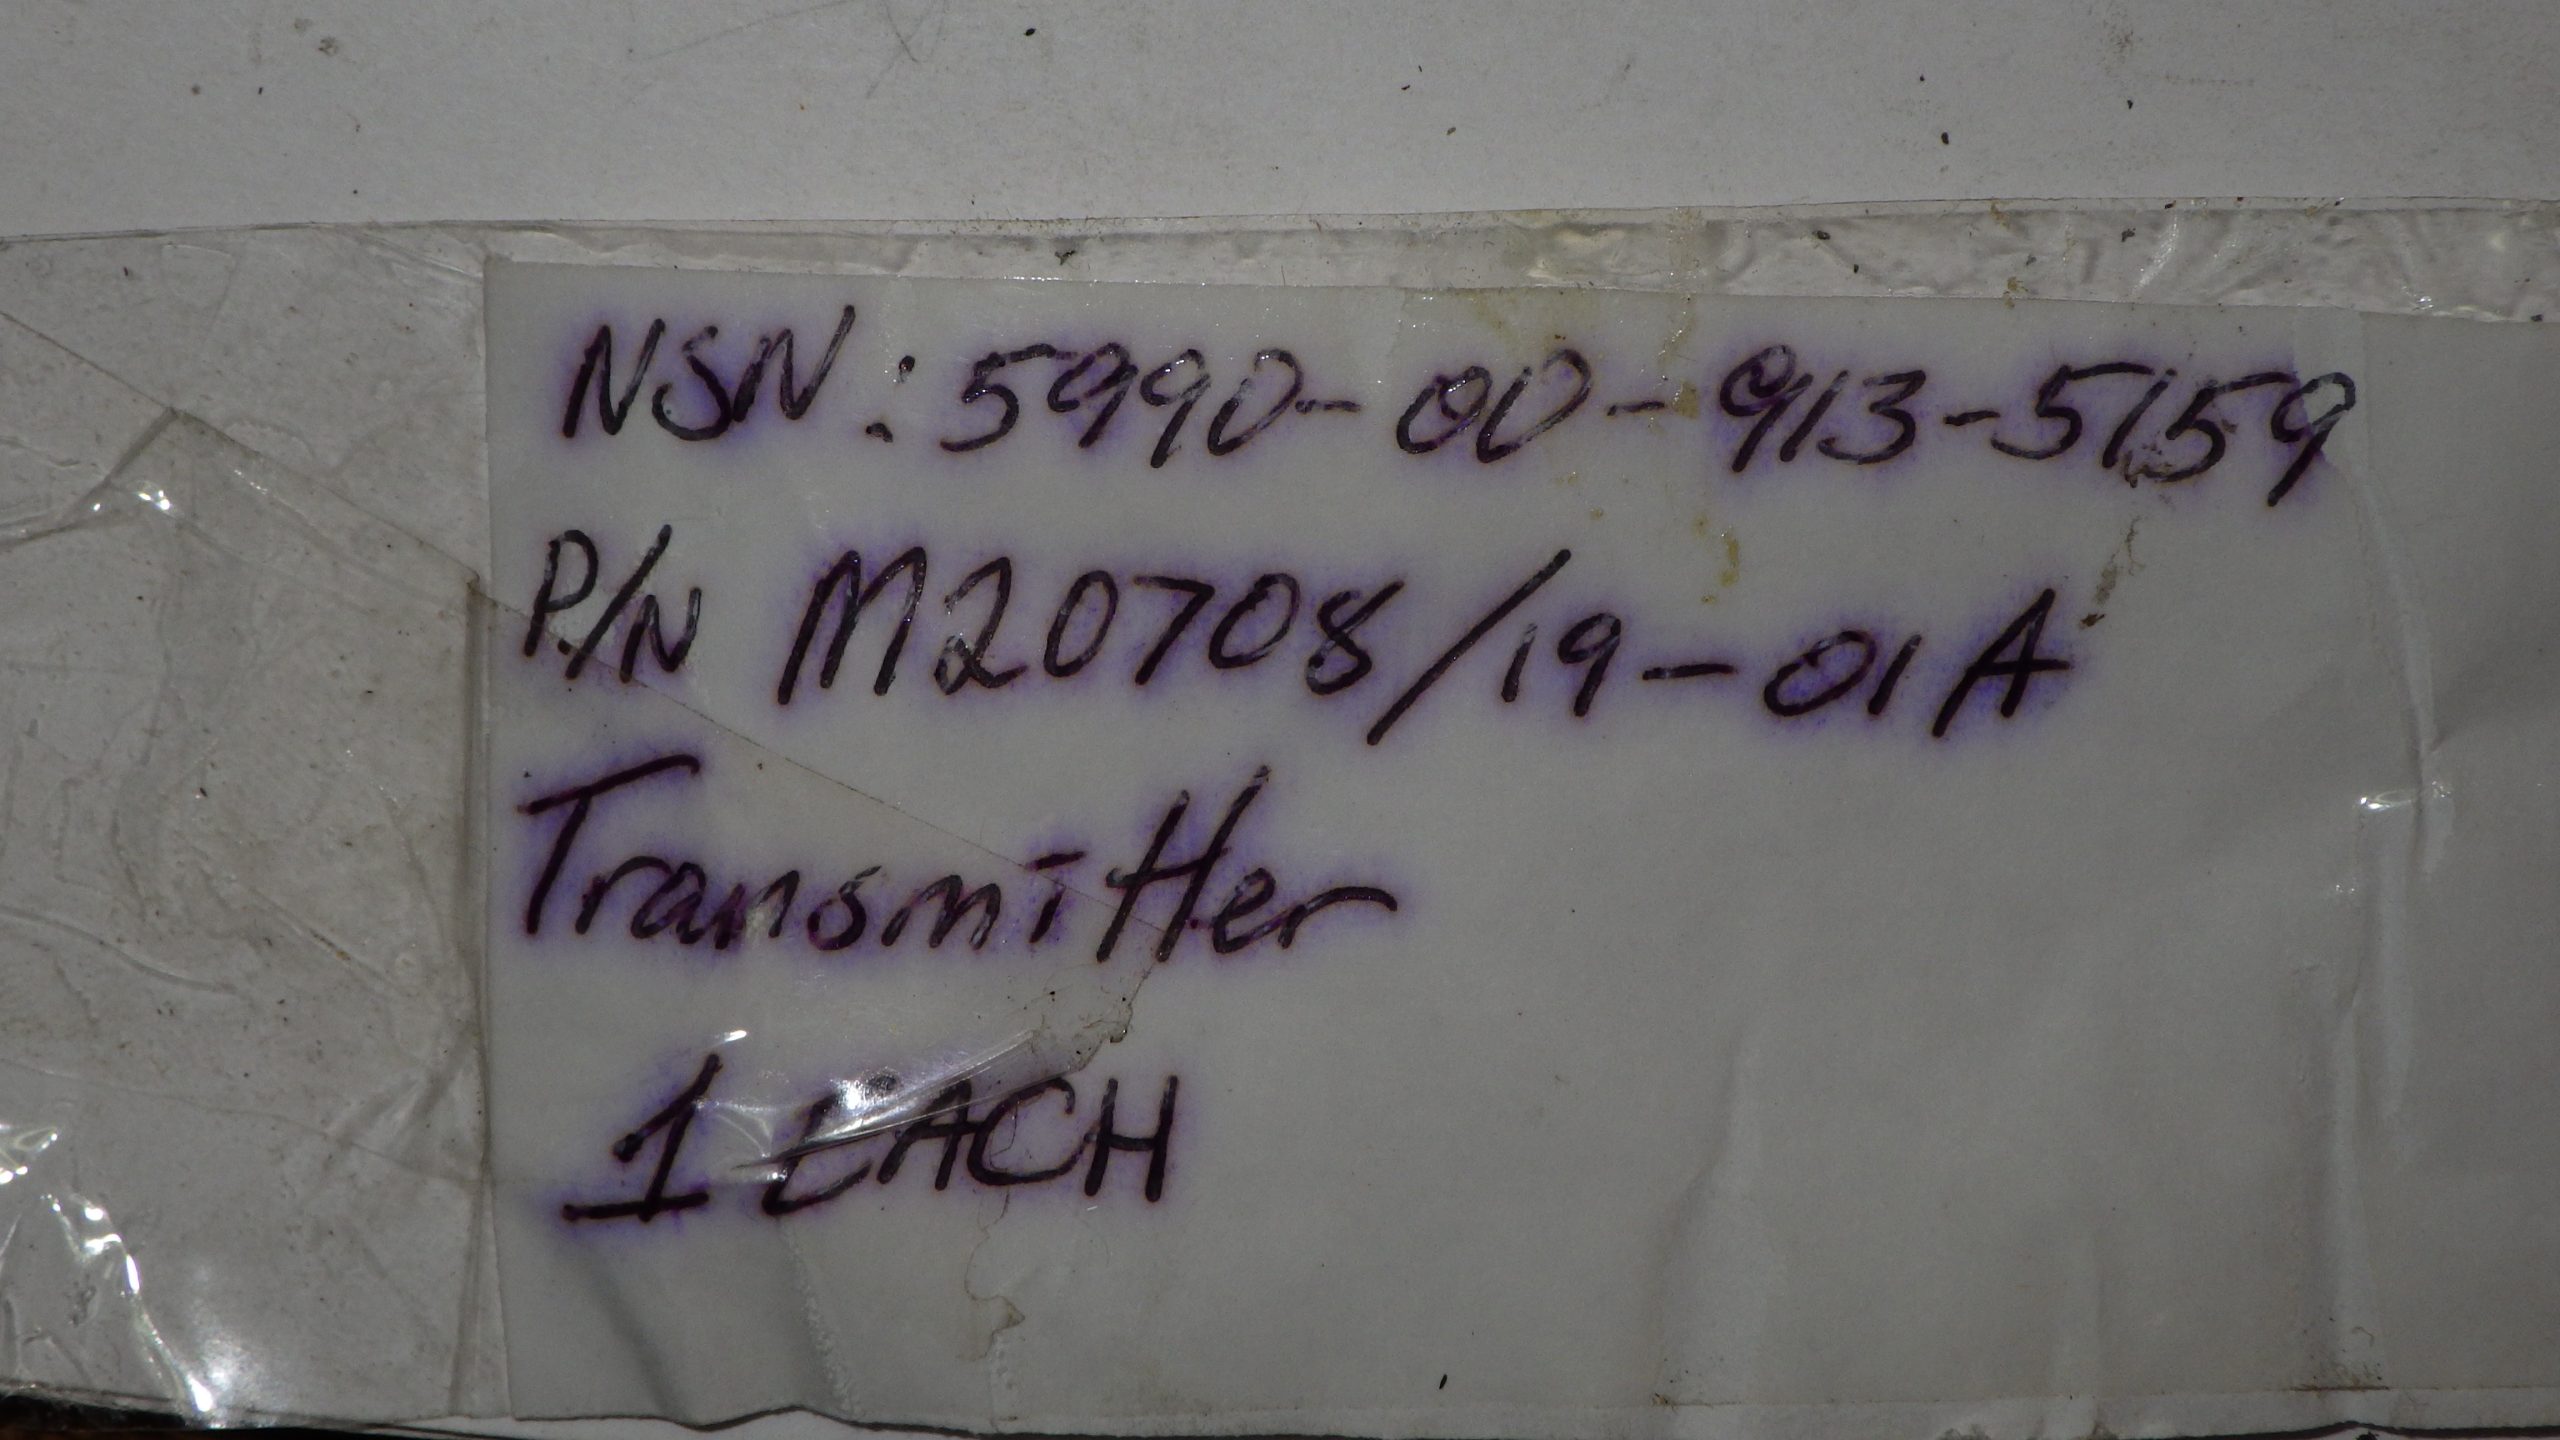 NSN: 5990-00-913-5159
P/N M20708/19-01A
Transmitter
1 EACH